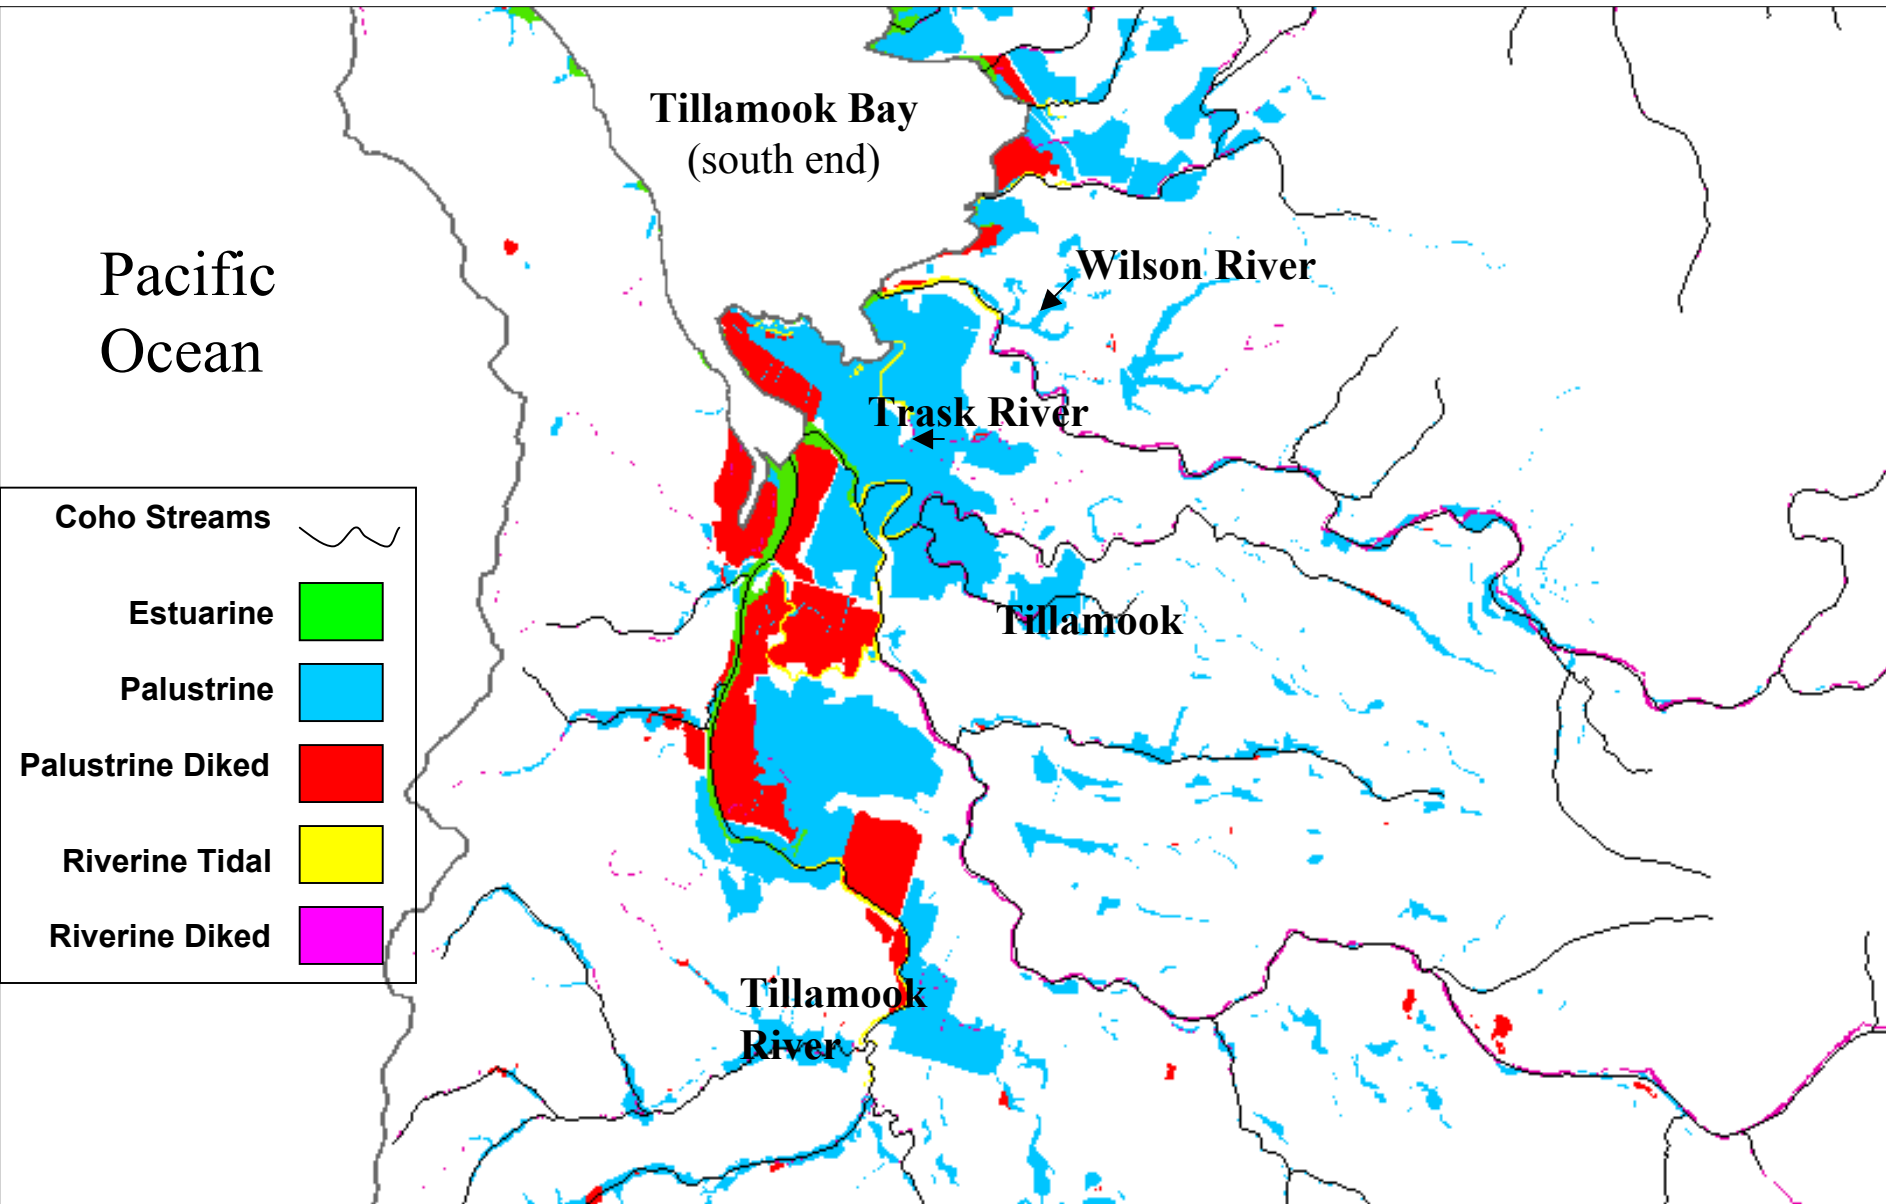 Tillamook Bay
(south end)
Pacific
Ocean
Wilson River
Trask River
Tillamook
Tillamook
River
Coho Streams
Estuarine
Palustrine
Palustrine Diked
Riverine Tidal
Riverine Diked